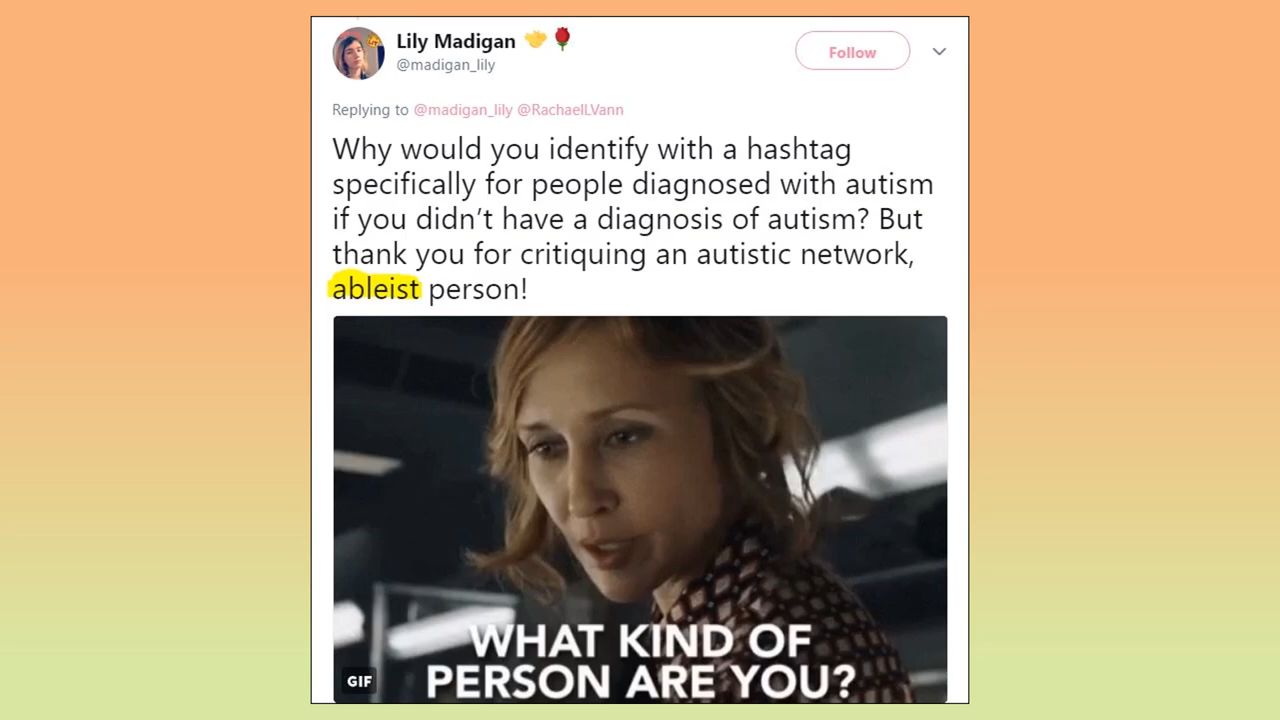 Lily Madigan 🤝🌹
@madigan_lily
Follow
Replying to @madigan_lily @RachaelLVann
Why would you identify with a hashtag
specifically for people diagnosed with autism
if you didn’t have a diagnosis of autism? But
thank you for critiquing an autistic network,
ableist person!
WHAT KIND OF
PERSON ARE YOU?
GIF